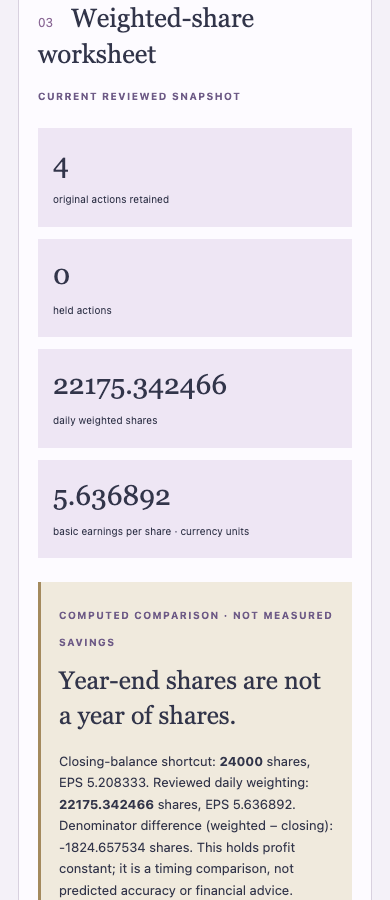 03 Weighted-share
worksheet
CURRENT REVIEWED SNAPSHOT
4
original actions retained
0
held actions
22175.342466
daily weighted shares
5.636892
basic earnings per share · currency units
COMPUTED COMPARISON · NOT MEASURED
SAVINGS
Year-end shares are not
a year of shares.
Closing-balance shortcut: 24000 shares,
EPS 5.208333. Reviewed daily weighting:
22175.342466 shares, EPS 5.636892.
Denominator difference (weighted − closing):
-1824.657534 shares. This holds profit
constant; it is a timing comparison, not
predicted accuracy or financial advice.